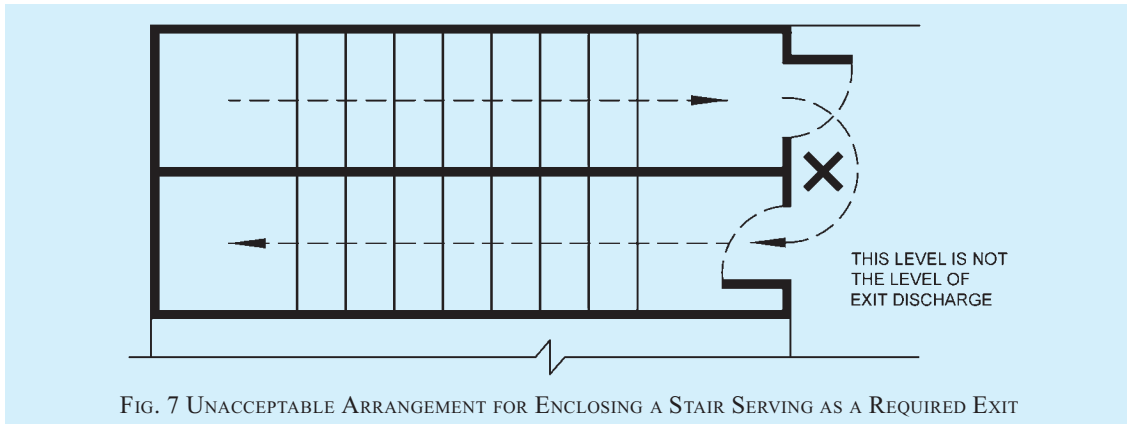 THIS LEVEL IS NOT
THE LEVEL OF
EXIT DISCHARGE
FIG. 7 UNACCEPTABLE ARRANGEMENT FOR ENCLOSING A STAIR SERVING AS A REQUIRED EXIT